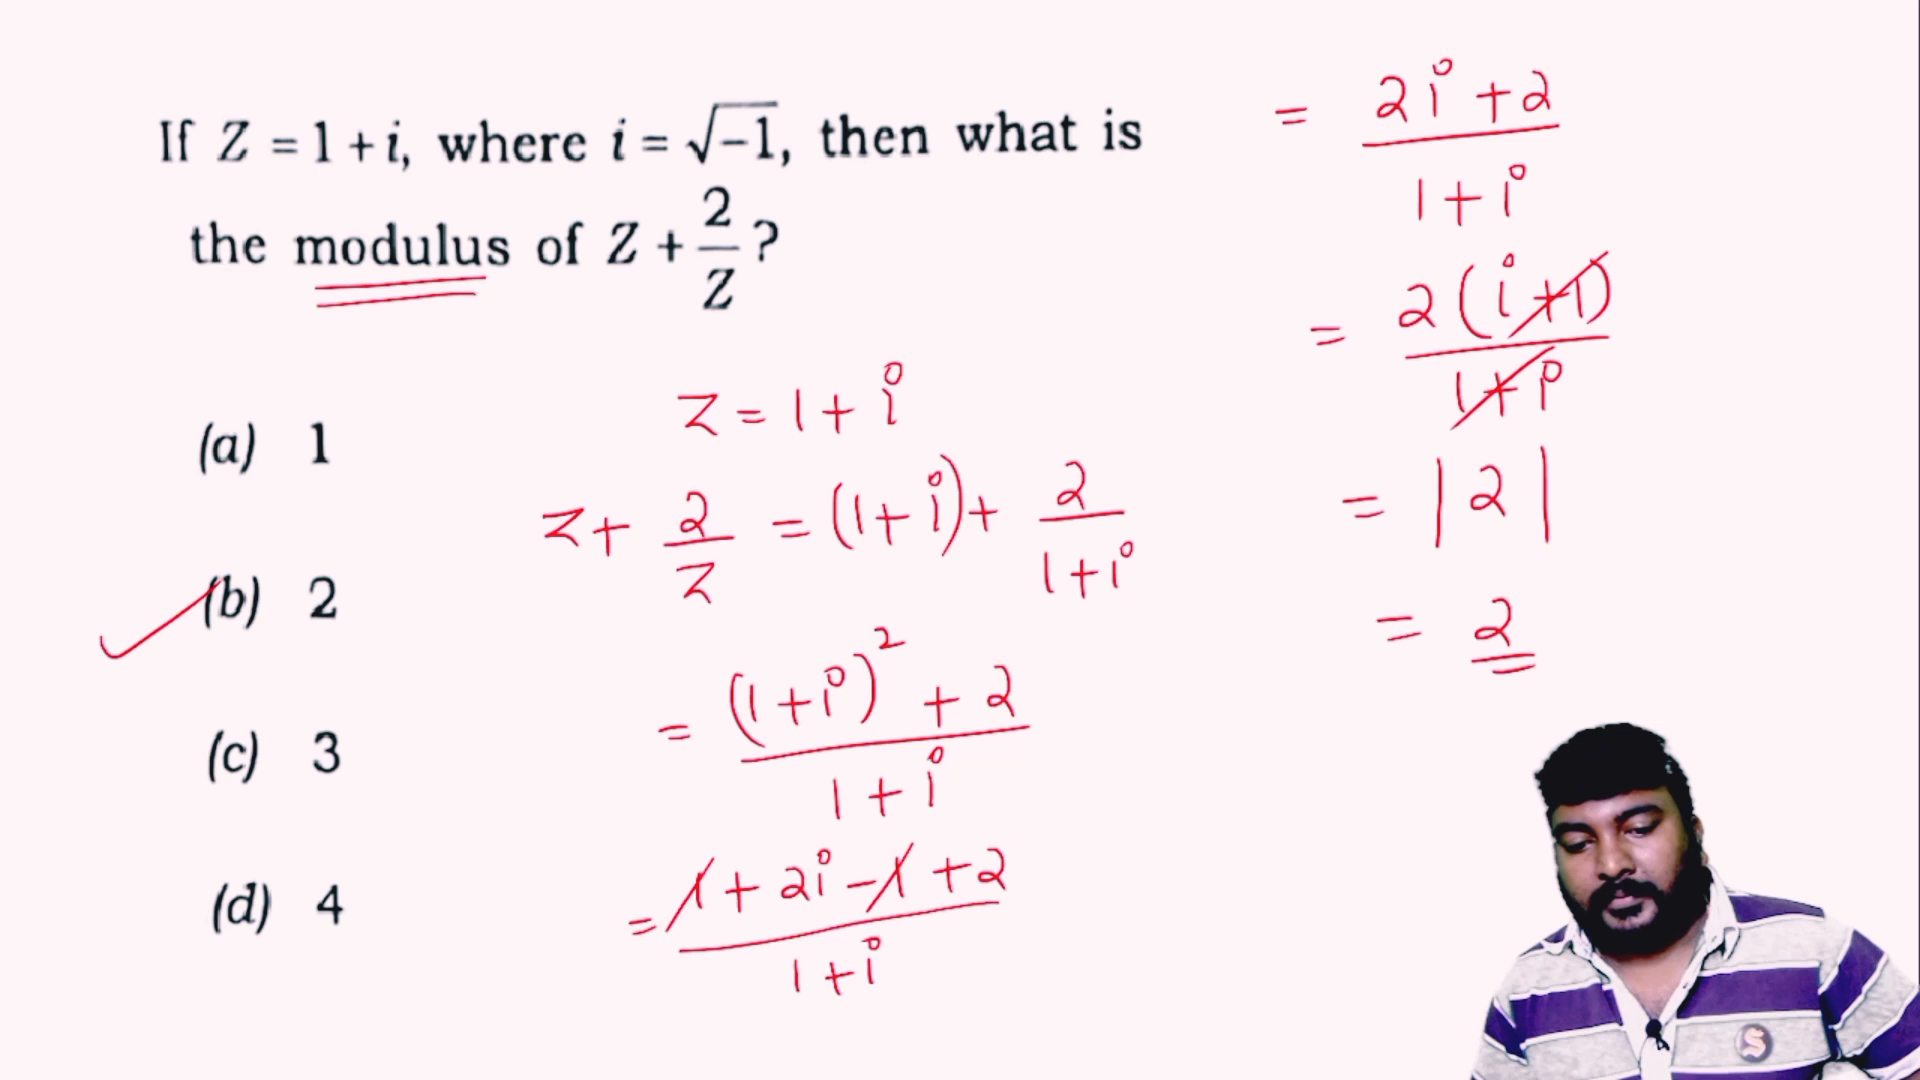 If Z = 1 + i, where i = √-1, then what is
the modulus of Z + 2/Z ?
(a) 1
(b) 2
(c) 3
(d) 4
z = 1 + i
z + 2/z = (1 + i) + 2/(1 + i)
= ((1 + i)² + 2)/(1 + i)
= (1 + 2i - 1 + 2)/(1 + i)
= (2i + 2)/(1 + i)
= 2(i + 1)/(1 + i)
= |2|
= 2
S